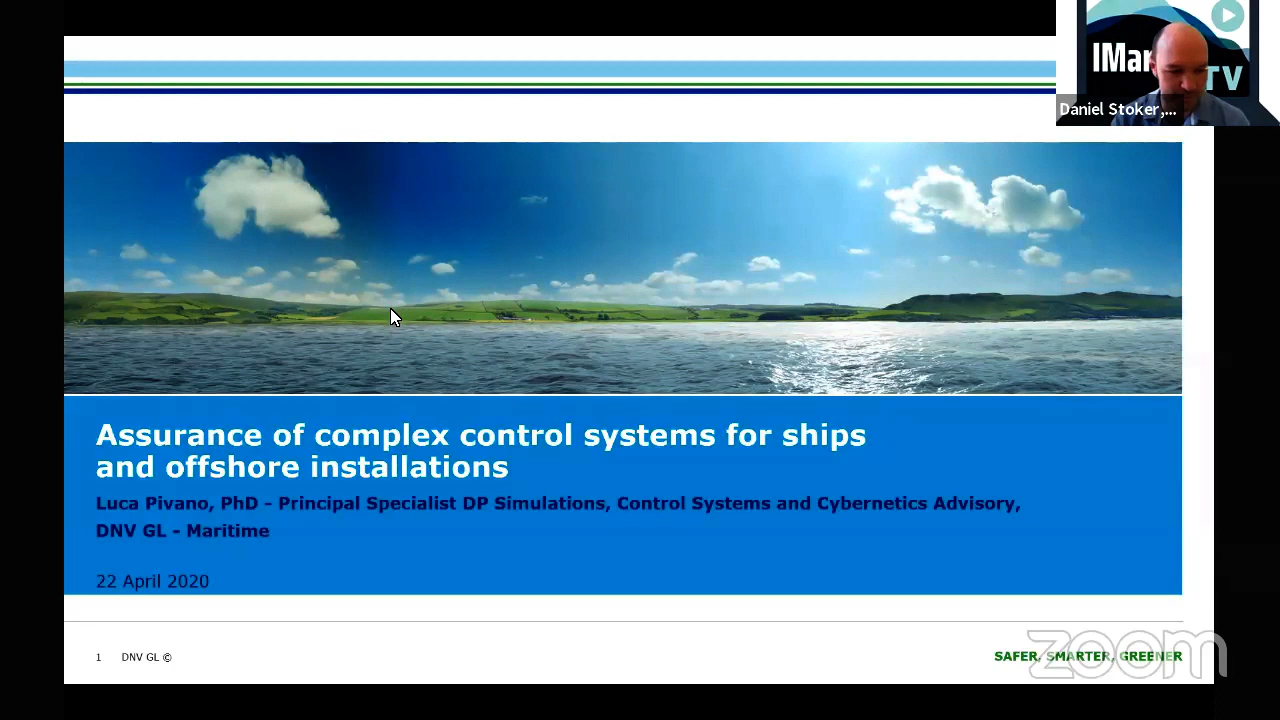 IMar
TV
Daniel Stoker,...
Assurance of complex control systems for ships
and offshore installations
Luca Pivano, PhD - Principal Specialist DP Simulations, Control Systems and Cybernetics Advisory,
DNV GL - Maritime
22 April 2020
1 DNV GL ©
SAFER, SMARTER, GREENER
zoom